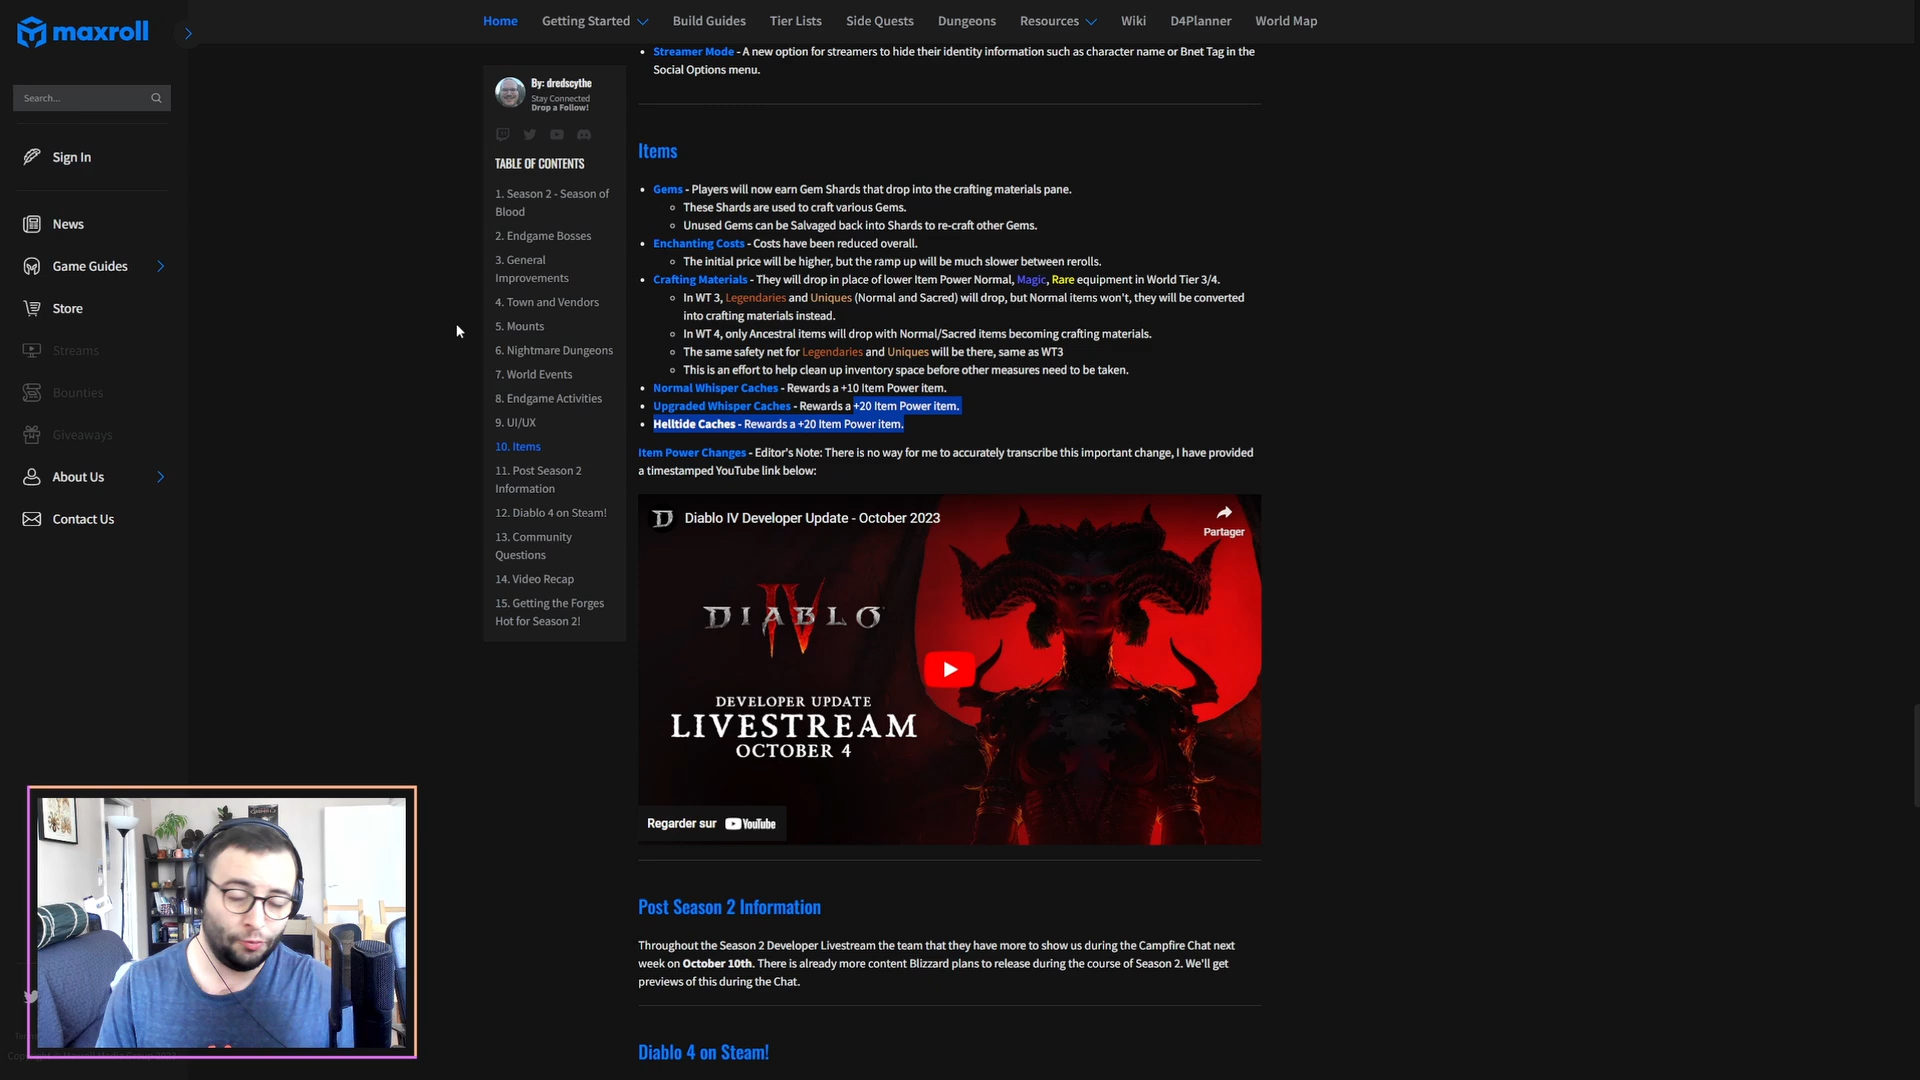 maxroll
Home
Getting Started
Build Guides
Tier Lists
Side Quests
Dungeons
Resources
Wiki
D4Planner
World Map
Search...
Sign In
News
Game Guides
Store
Streams
Bounties
Giveaways
About Us
Contact Us
By: dredscythe
Stay Connected
Drop a Follow!
TABLE OF CONTENTS
1. Season 2 - Season of
Blood
2. Endgame Bosses
3. General
Improvements
4. Town and Vendors
5. Mounts
6. Nightmare Dungeons
7. World Events
8. Endgame Activities
9. UI/UX
10. Items
11. Post Season 2
Information
12. Diablo 4 on Steam!
13. Community
Questions
14. Video Recap
15. Getting the Forges
Hot for Season 2!
Streamer Mode - A new option for streamers to hide their identity information such as character name or Bnet Tag in the
Social Options menu.
Items
Gems - Players will now earn Gem Shards that drop into the crafting materials pane.
These Shards are used to craft various Gems.
Unused Gems can be Salvaged back into Shards to re-craft other Gems.
Enchanting Costs - Costs have been reduced overall.
The initial price will be higher, but the ramp up will be much slower between rerolls.
Crafting Materials - They will drop in place of lower Item Power Normal, Magic, Rare equipment in World Tier 3/4.
In WT 3, Legendaries and Uniques (Normal and Sacred) will drop, but Normal items won't, they will be converted
into crafting materials instead.
In WT 4, only Ancestral items will drop with Normal/Sacred items becoming crafting materials.
The same safety net for Legendaries and Uniques will be there, same as WT3
This is an effort to help clean up inventory space before other measures need to be taken.
Normal Whisper Caches - Rewards a +10 Item Power item.
Upgraded Whisper Caches - Rewards a +20 Item Power item.
Helltide Caches - Rewards a +20 Item Power item.
Item Power Changes - Editor's Note: There is no way for me to accurately transcribe this important change, I have provided
a timestamped YouTube link below:
Diablo IV Developer Update - October 2023
Partager
DIABLO
IV
DEVELOPER UPDATE
LIVESTREAM
OCTOBER 4
Regarder sur YouTube
Post Season 2 Information
Throughout the Season 2 Developer Livestream the team that they have more to show us during the Campfire Chat next
week on October 10th. There is already more content Blizzard plans to release during the course of Season 2. We'll get
previews of this during the Chat.
Diablo 4 on Steam!